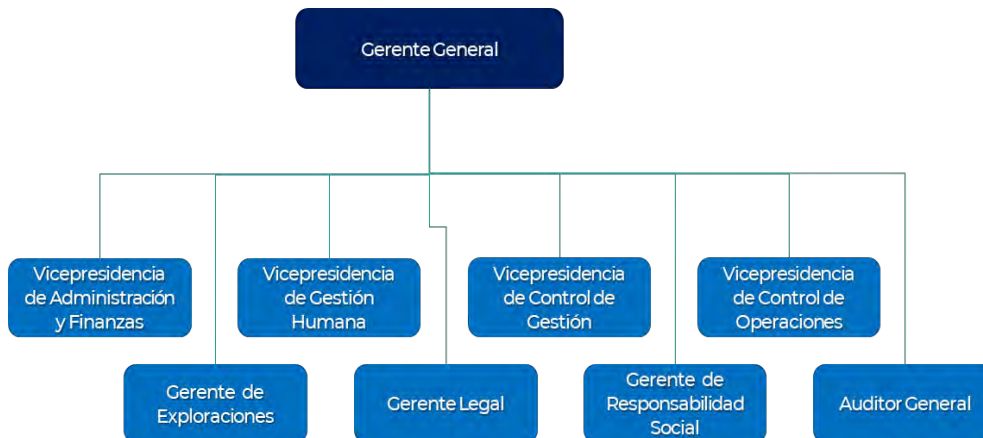 Gerente General
Vicepresidencia
de Administración
y Finanzas
Vicepresidencia
de Gestión
Humana
Vicepresidencia
de Control de
Gestión
Vicepresidencia
de Control de
Operaciones
Gerente de
Exploraciones
Gerente Legal
Gerente de
Responsabilidad
Social
Auditor General